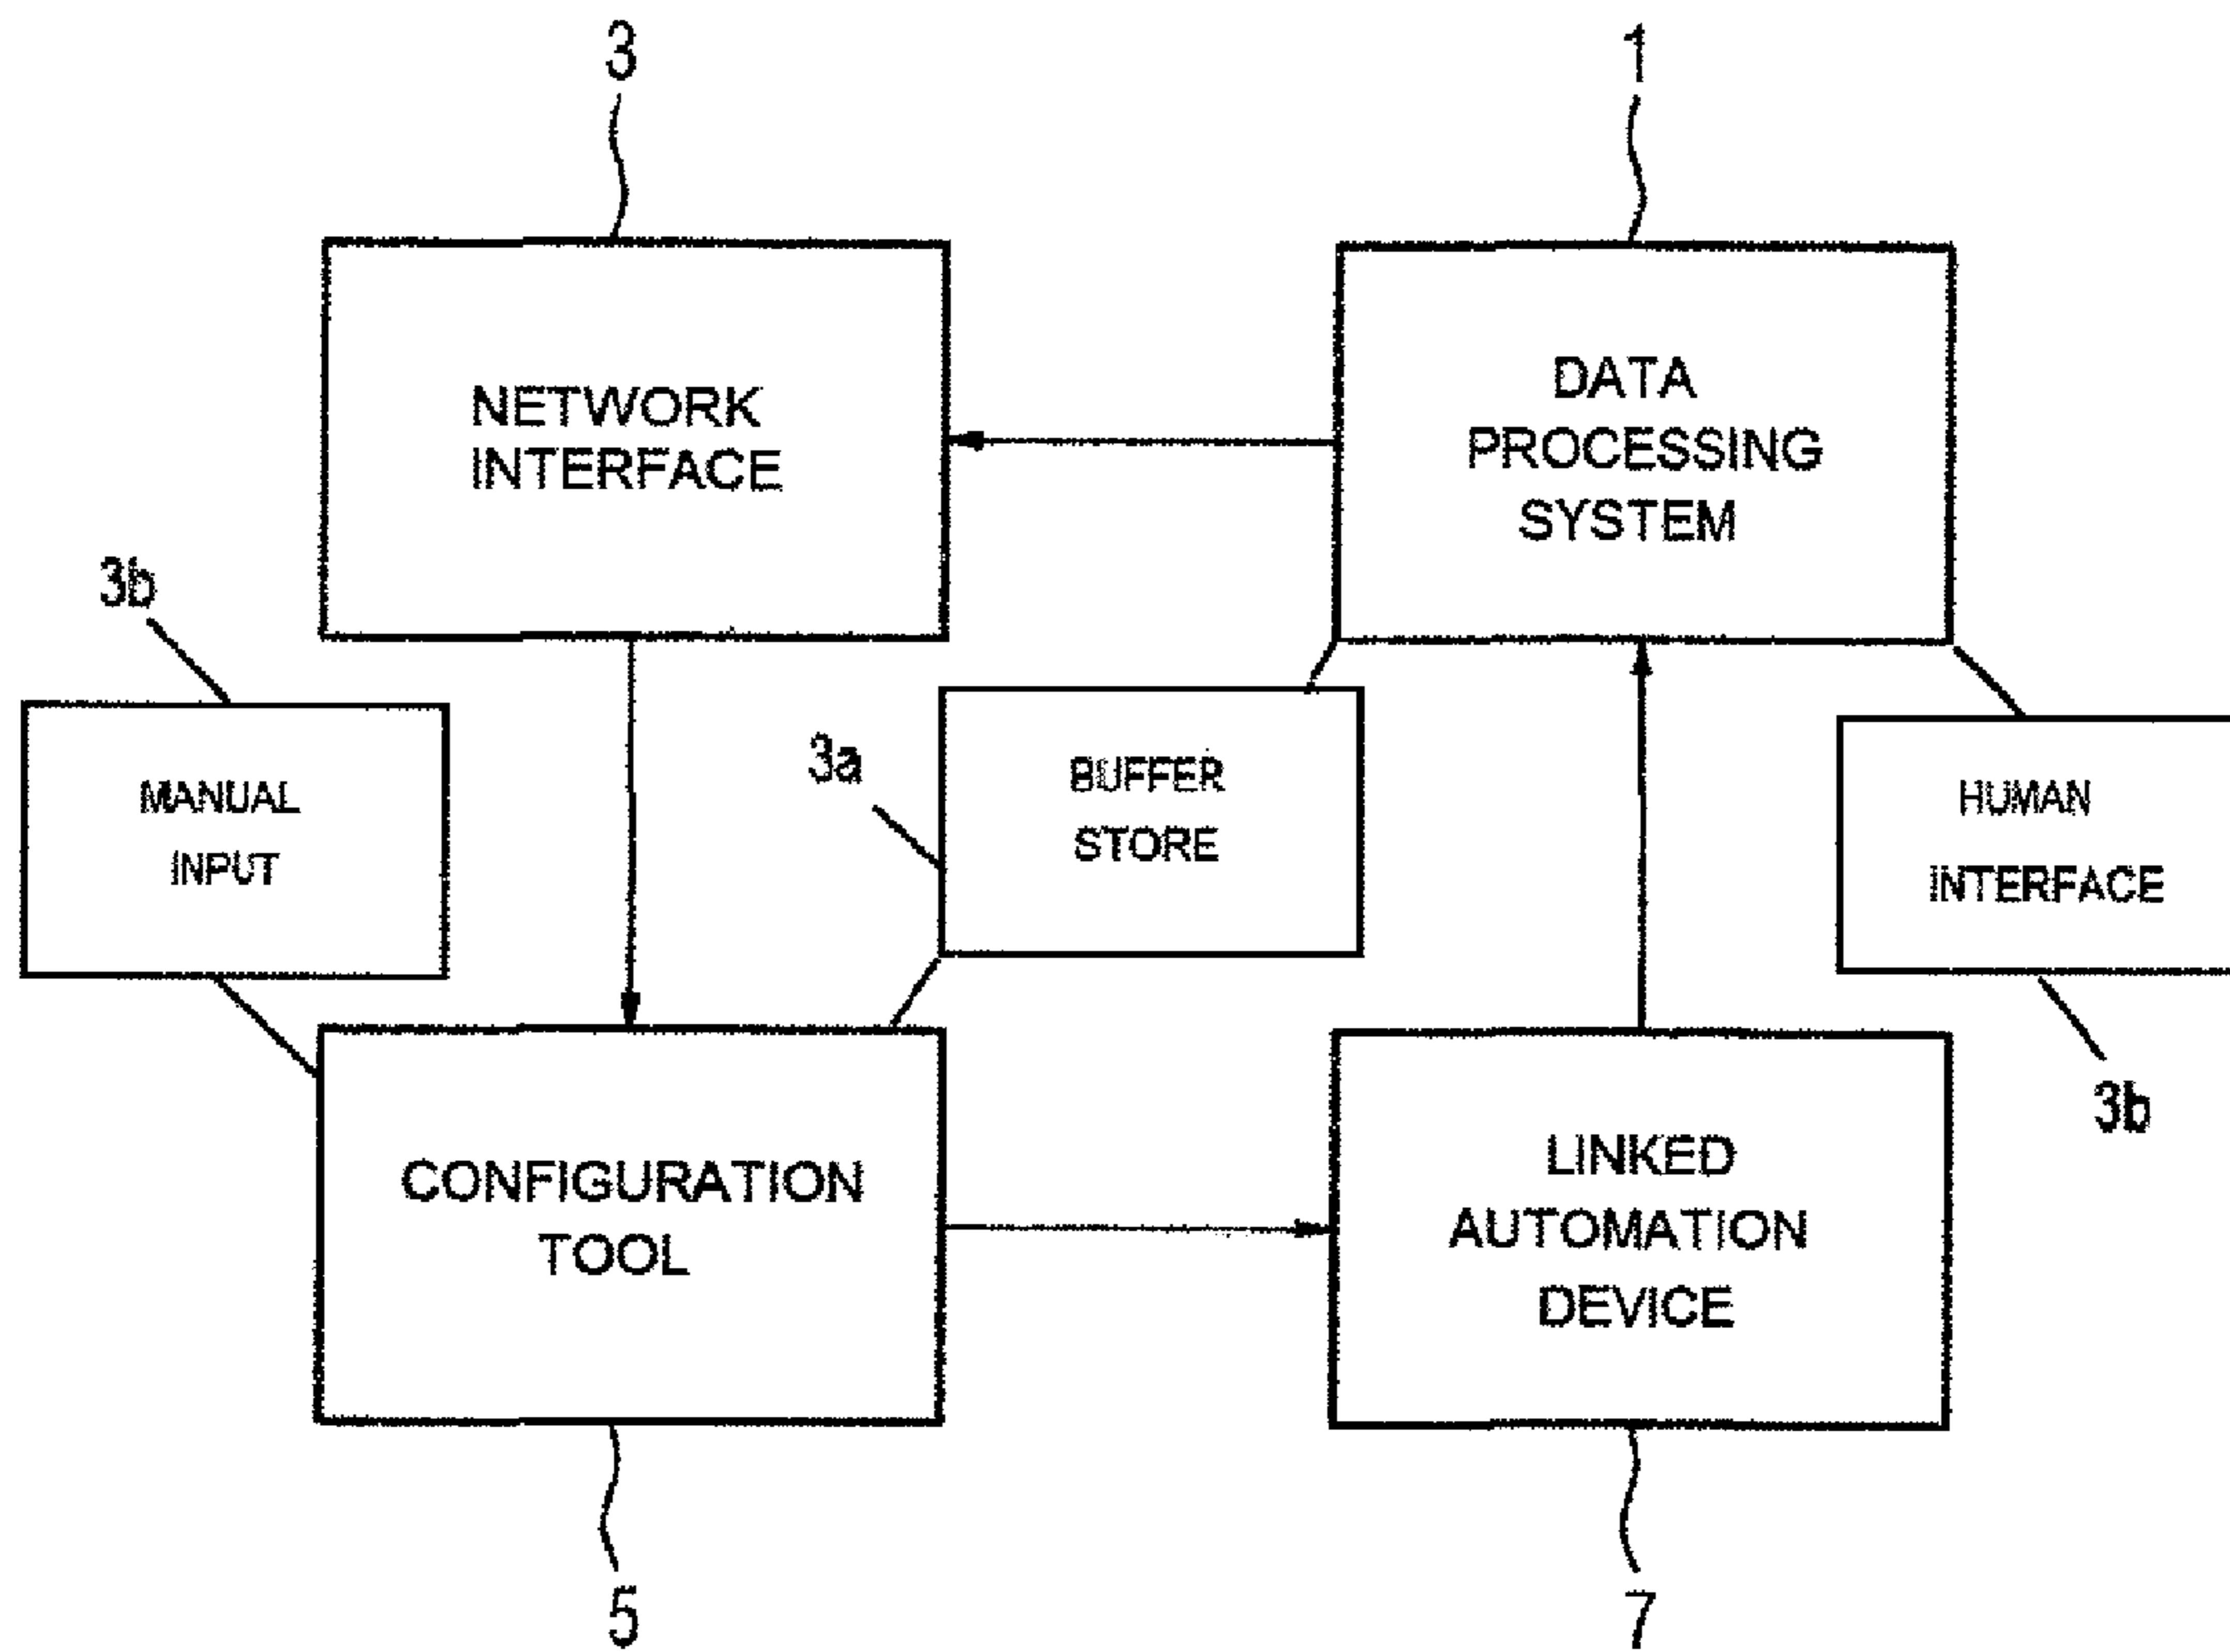 3
1
NETWORK
INTERFACE
DATA
PROCESSING
SYSTEM
3b
MANUAL
INPUT
3a
BUFFER
STORE
HUMAN
INTERFACE
3b
CONFIGURATION
TOOL
LINKED
AUTOMATION
DEVICE
5
7